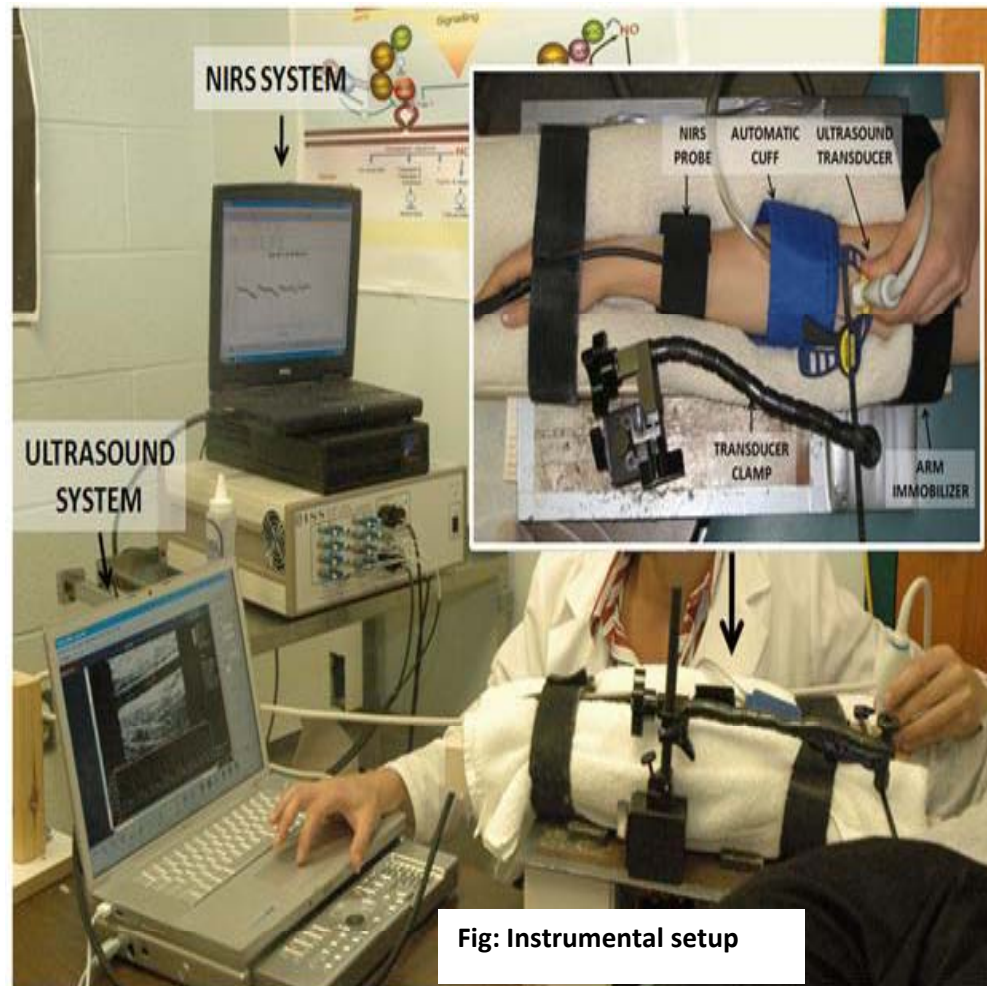 Signalling
NO
NIRS SYSTEM
NIRS
PROBE
AUTOMATIC
CUFF
ULTRASOUND
TRANSDUCER
TRANSDUCER
CLAMP
ARM
IMMOBILIZER
ULTRASOUND
SYSTEM
ISS
Fig: Instrumental setup